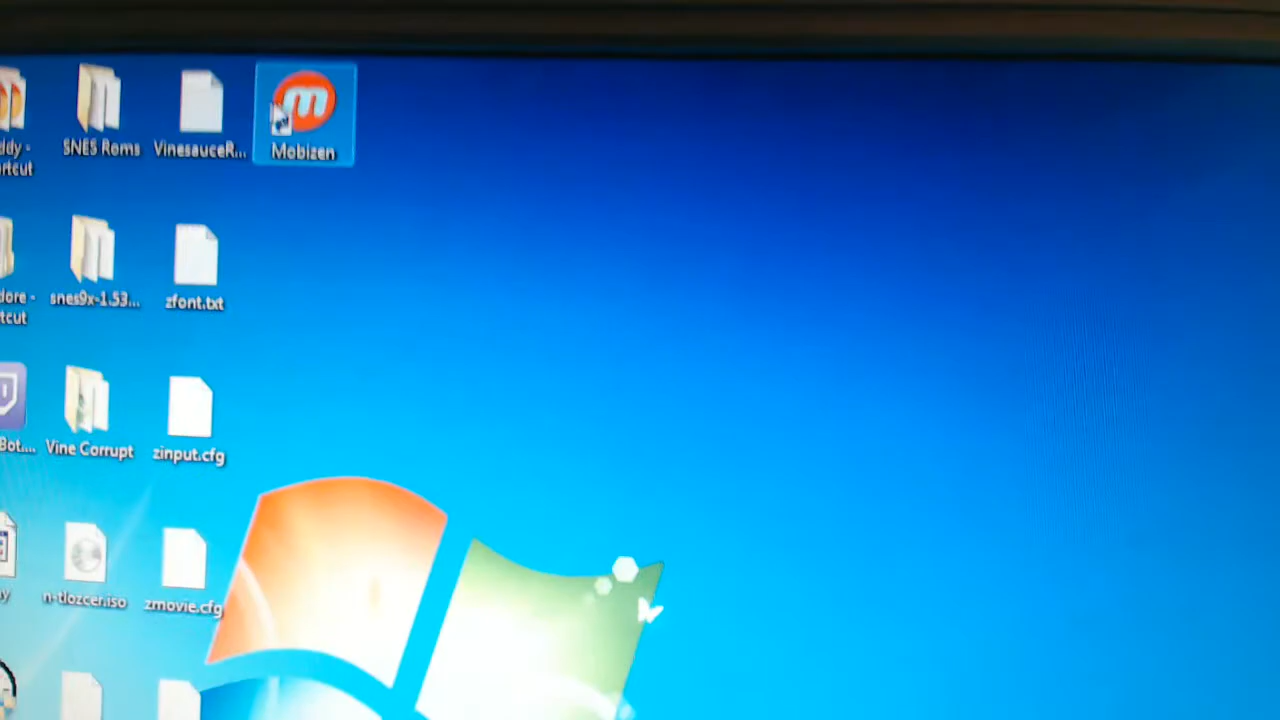 ddy -
rtcut
SNES Roms
VinesauceR...
Mobizen
dore -
tcut
snes9x-1.53...
zfont.txt
Bot....
Vine Corrupt
zinput.cfg
y
n-tlozcer.iso
zmovie.cfg